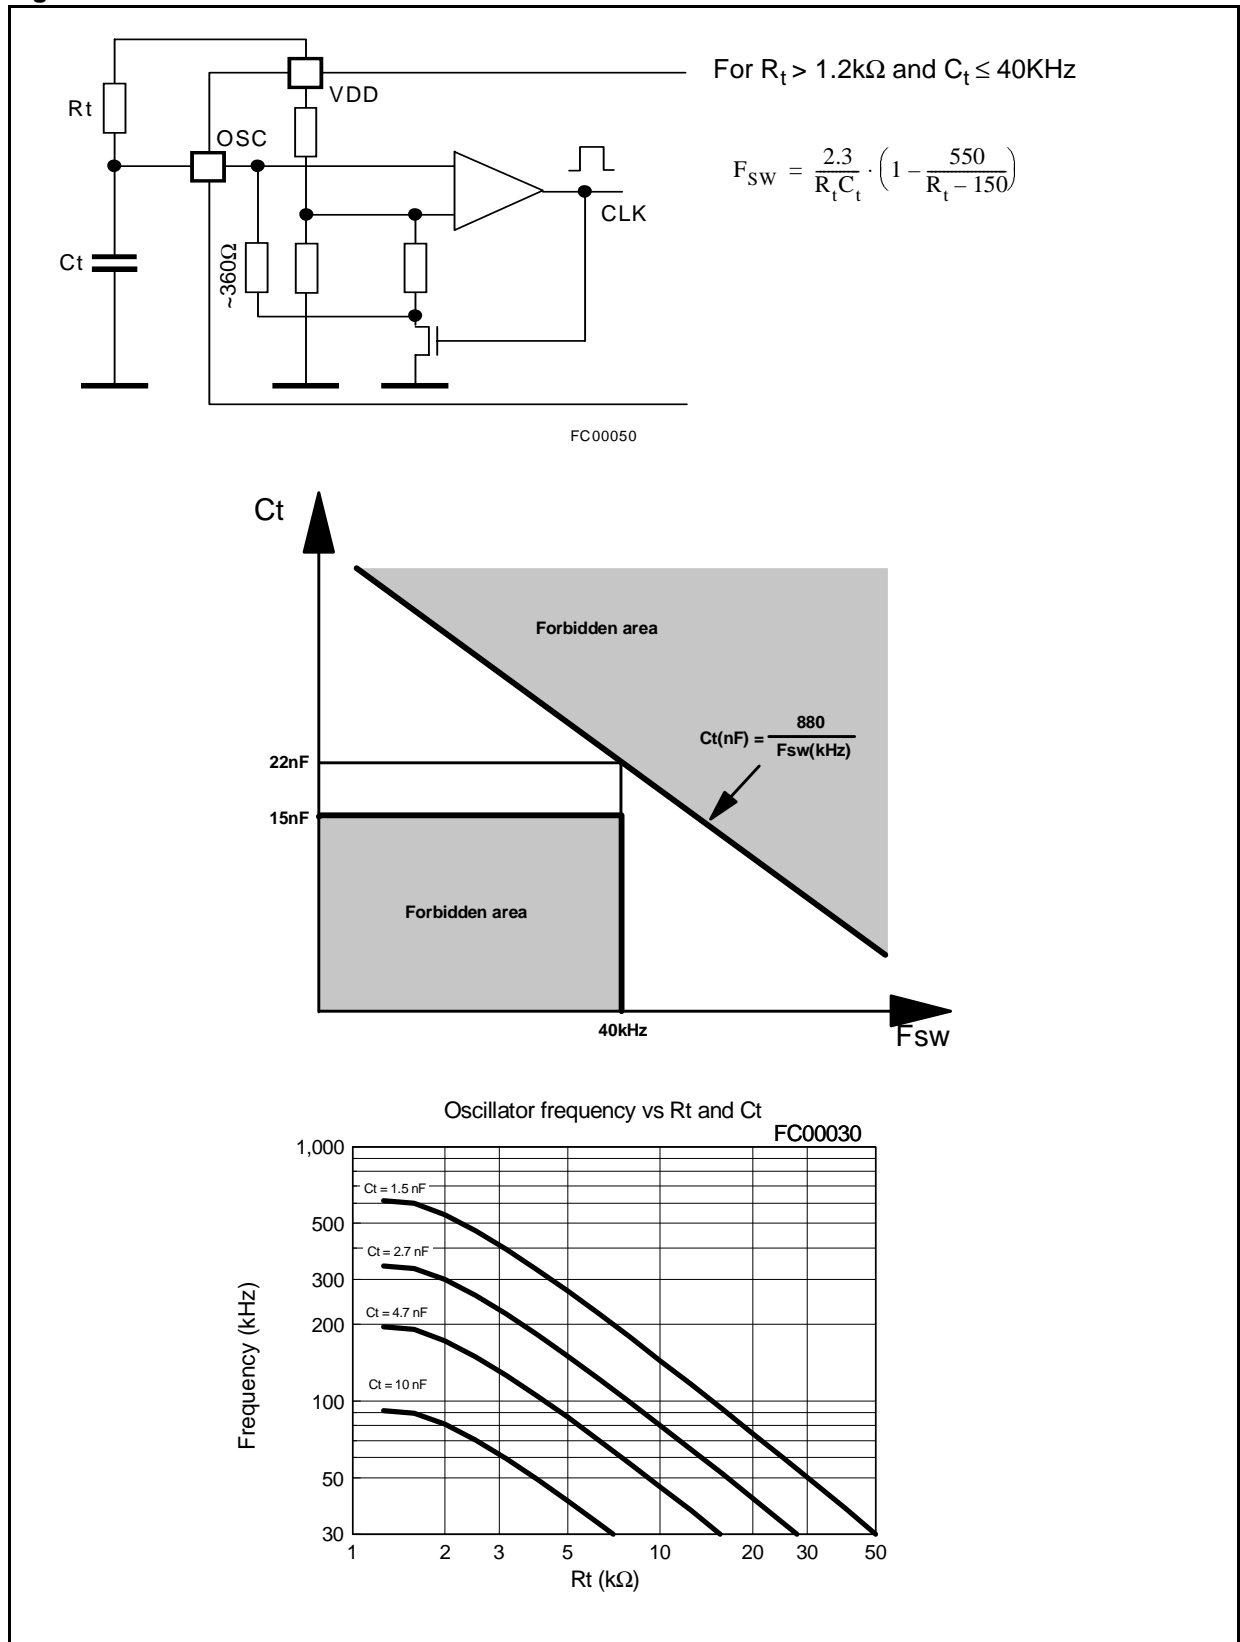 For Rt > 1.2kΩ and Ct ≤ 40KHz
VDD
Rt
OSC
FSW = 2.3 / RtCt · (1 – 550 / Rt – 150)
CLK
Ct
~360Ω
FC00050
Ct
Forbidden area
Ct(nF) = 880 / Fsw(kHz)
22nF
15nF
Forbidden area
40kHz
Fsw
Oscillator frequency vs Rt and Ct
FC00030
1,000
Ct = 1.5 nF
500
Ct = 2.7 nF
300
Ct = 4.7 nF
200
Ct = 10 nF
100
50
30
Frequency (kHz)
1 2 3 5 10 20 30 50
Rt (kΩ)